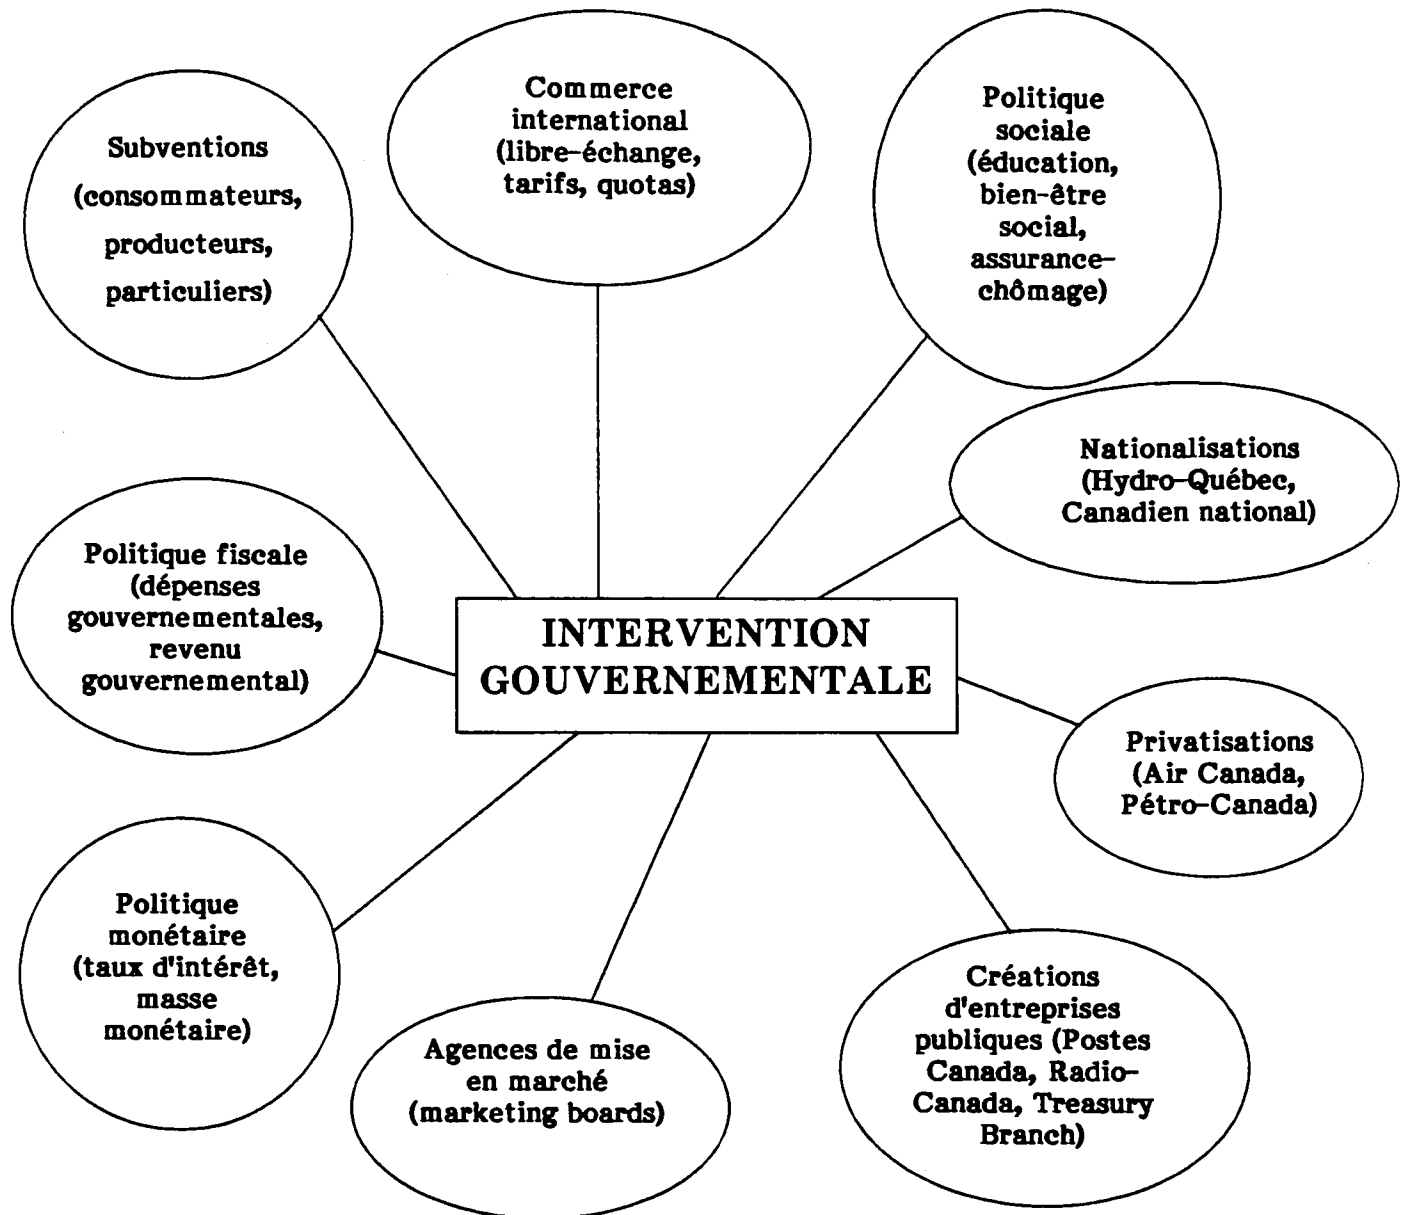 Subventions
(consommateurs,
producteurs,
particuliers)
Commerce
international
(libre-échange,
tarifs, quotas)
Politique
sociale
(éducation,
bien-être
social,
assurance-
chômage)
Nationalisations
(Hydro-Québec,
Canadien national)
Politique fiscale
(dépenses
gouvernementales,
revenu
gouvernemental)
INTERVENTION
GOUVERNEMENTALE
Privatisations
(Air Canada,
Pétro-Canada)
Politique
monétaire
(taux d'intérêt,
masse
monétaire)
Agences de mise
en marché
(marketing boards)
Créations
d'entreprises
publiques (Postes
Canada, Radio-
Canada, Treasury
Branch)